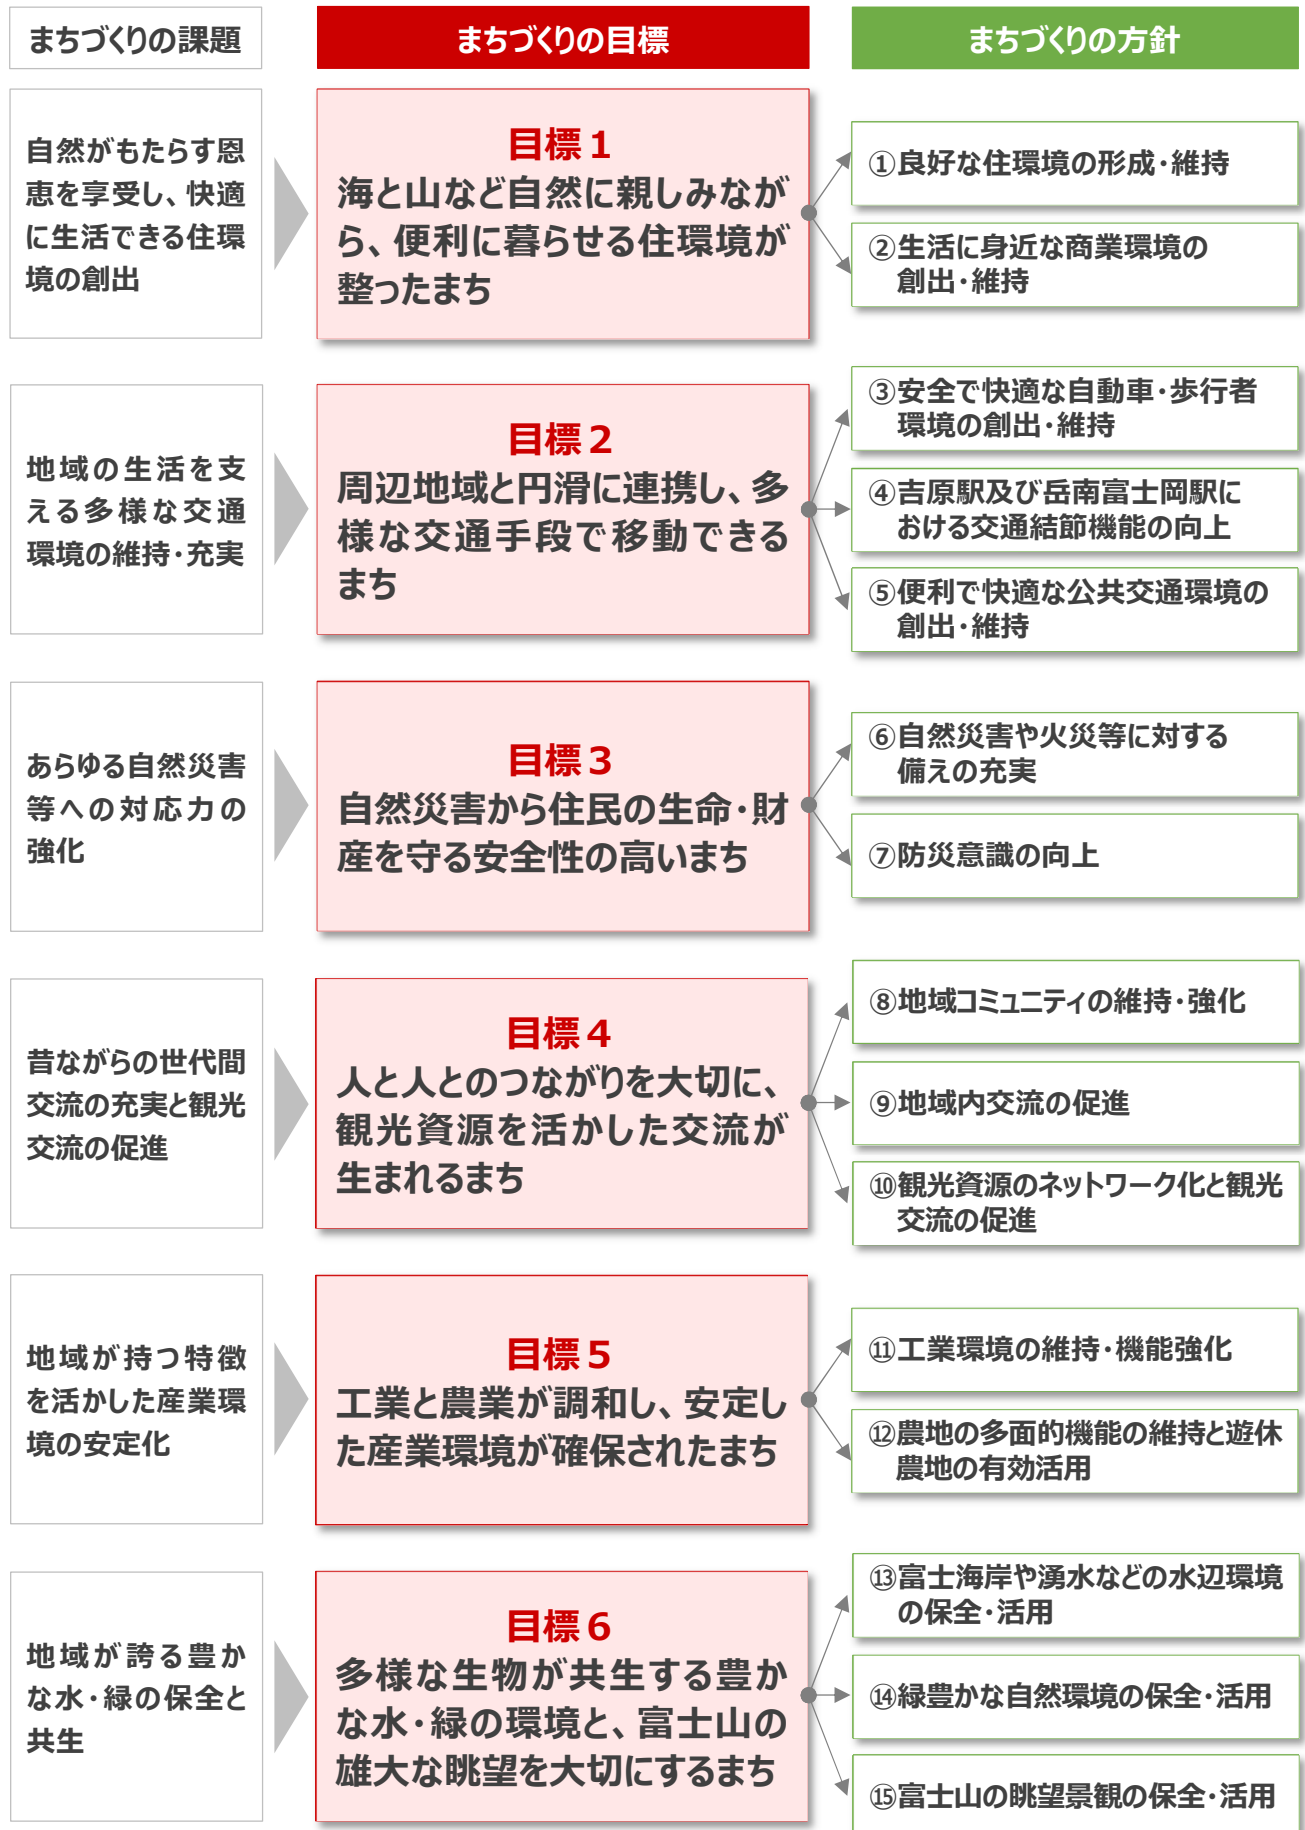 まちづくりの課題
まちづくりの目標
まちづくりの方針
自然がもたらす恩
恵を享受し、快適
に生活できる住環
境の創出
目標１
海と山など自然に親しみなが
ら、便利に暮らせる住環境が
整ったまち
①良好な住環境の形成・維持
②生活に身近な商業環境の
創出・維持
地域の生活を支
える多様な交通
環境の維持・充実
目標２
周辺地域と円滑に連携し、多
様な交通手段で移動できる
まち
③安全で快適な自動車・歩行者
環境の創出・維持
④吉原駅及び岳南富士岡駅に
おける交通結節機能の向上
⑤便利で快適な公共交通環境の
創出・維持
あらゆる自然災害
等への対応力の
強化
目標３
自然災害から住民の生命・財
産を守る安全性の高いまち
⑥自然災害や火災等に対する
備えの充実
⑦防災意識の向上
昔ながらの世代間
交流の充実と観光
交流の促進
目標４
人と人とのつながりを大切に、
観光資源を活かした交流が
生まれるまち
⑧地域コミュニティの維持・強化
⑨地域内交流の促進
⑩観光資源のネットワーク化と観光
交流の促進
地域が持つ特徴
を活かした産業環
境の安定化
目標５
工業と農業が調和し、安定し
た産業環境が確保されたまち
⑪工業環境の維持・機能強化
⑫農地の多面的機能の維持と遊休
農地の有効活用
地域が誇る豊か
な水・緑の保全と
共生
目標６
多様な生物が共生する豊か
な水・緑の環境と、富士山の
雄大な眺望を大切にするまち
⑬富士海岸や湧水などの水辺環境
の保全・活用
⑭緑豊かな自然環境の保全・活用
⑮富士山の眺望景観の保全・活用